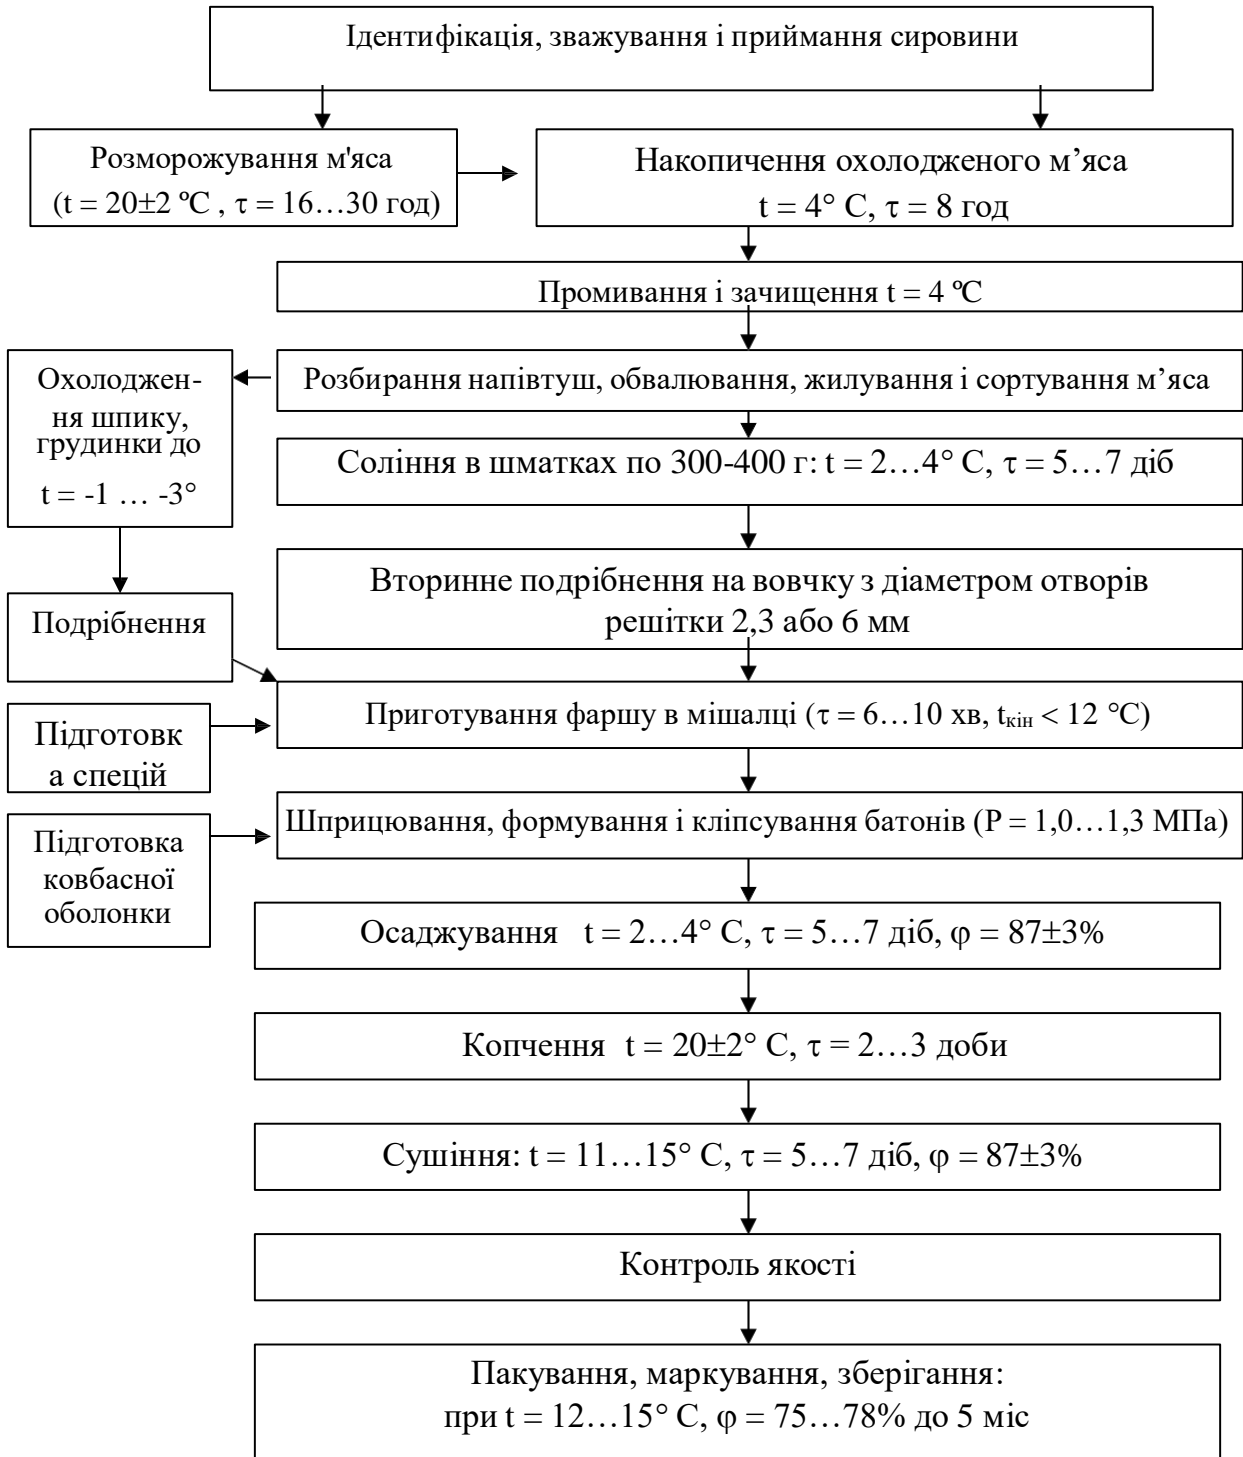 Ідентифікація, зважування і приймання сировини
Розморожування м'яса
(t = 20±2 ºС , τ = 16…30 год)
Накопичення охолодженого м’яса
t = 4° С, τ = 8 год
Промивання і зачищення t = 4 ºС
Охолоджен-
ня шпику,
грудинки до
t = -1 … -3°
Розбирання напівтуш, обвалювання, жилування і сортування м’яса
Соління в шматках по 300-400 г: t = 2…4° С, τ = 5…7 діб
Вторинне подрібнення на вовчку з діаметром отворів
решітки 2,3 або 6 мм
Подрібнення
Приготування фаршу в мішалці (τ = 6…10 хв, tкін < 12 °С)
Підготовк
а спецій
Шприцювання, формування і кліпсування батонів (Р = 1,0…1,3 МПа)
Підготовка
ковбасної
оболонки
Осаджування t = 2…4° С, τ = 5…7 діб, φ = 87±3%
Копчення t = 20±2° С, τ = 2…3 доби
Сушіння: t = 11…15° С, τ = 5…7 діб, φ = 87±3%
Контроль якості
Пакування, маркування, зберігання:
при t = 12…15° С, φ = 75…78% до 5 міс